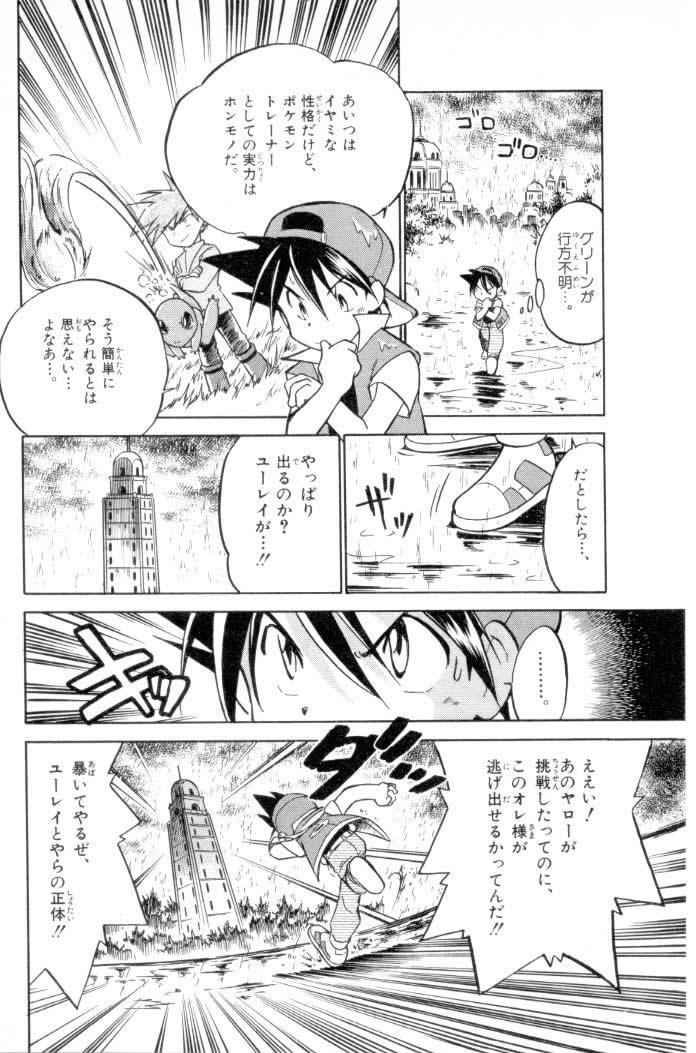 ゴロ
ゴロ…
グリーンが
行方不明…。
あいつは
イヤミな
性格だけど、
ポケモン
トレーナー
としての実力は
ホンモノだ。
そう簡単に
やられるとは
思えない…
よなあ…。
だとしたら…、
ザッ
やっぱり
出るのか?
ユーレイが…!!
………。
キッ
ええい!
あのヤローが
挑戦したってのに、
このオレ様が
逃げ出せるかってんだ!!
ダッ
暴いてやるぜ、
ユーレイとやらの正体!!